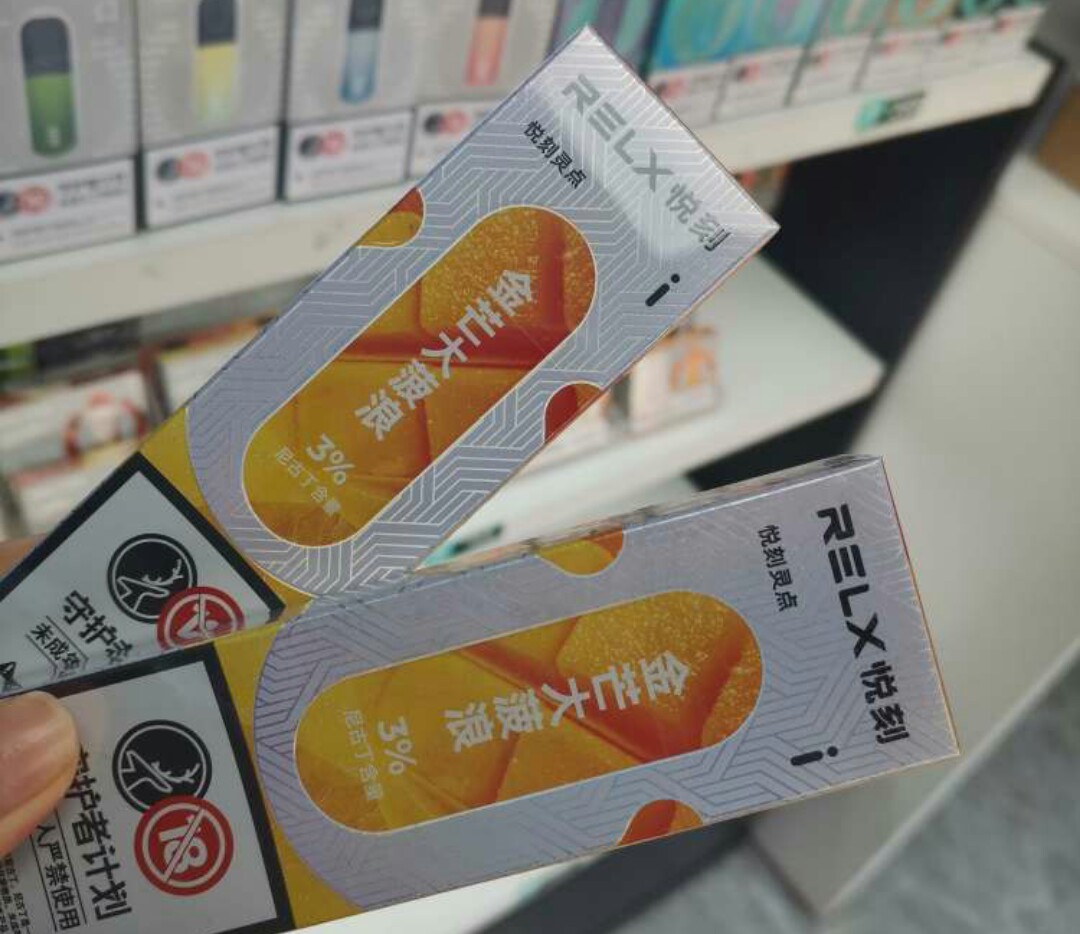 RELX悦刻
悦刻灵点
i
金芒大菠浪
3%
尼古丁含量
守护
未成年
RELX悦刻
悦刻灵点
i
金芒大菠浪
3%
尼古丁含量
18
护者计划
人严禁使用